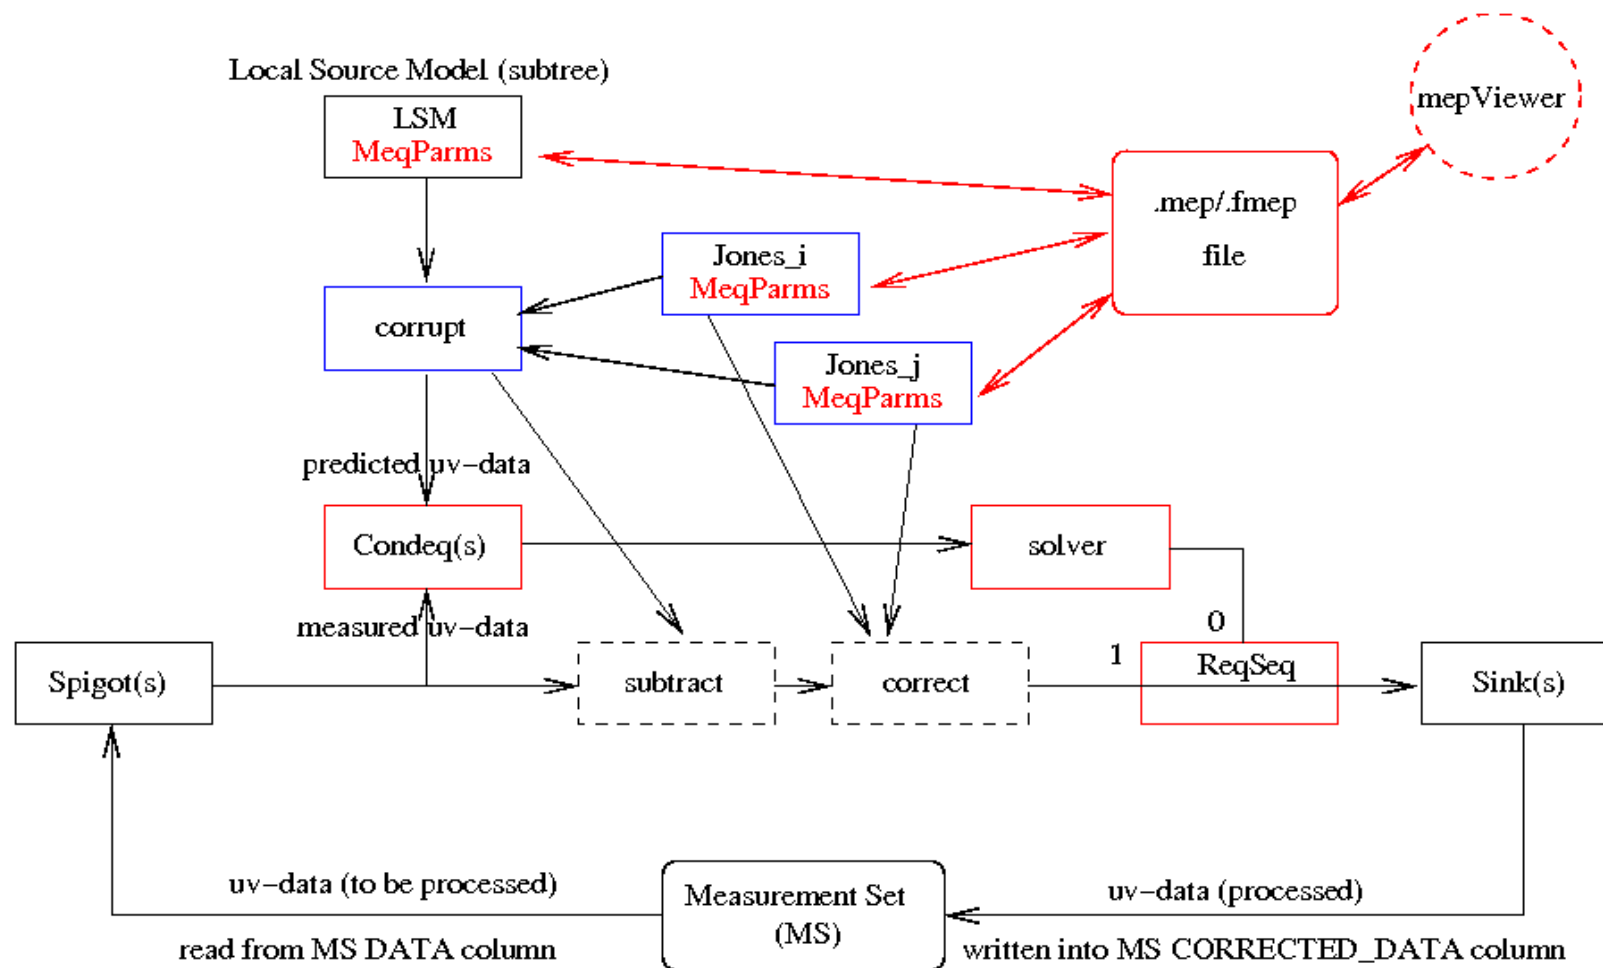 Local Source Model (subtree)
mepViewer
LSM
MeqParms
.mep/.fmep
file
Jones_i
MeqParms
corrupt
Jones_j
MeqParms
predicted uv-data
Condeq(s)
solver
measured uv-data
0
1
Spigot(s)
subtract
correct
ReqSeq
Sink(s)
uv-data (to be processed)
Measurement Set
(MS)
uv-data (processed)
read from MS DATA column
written into MS CORRECTED_DATA column